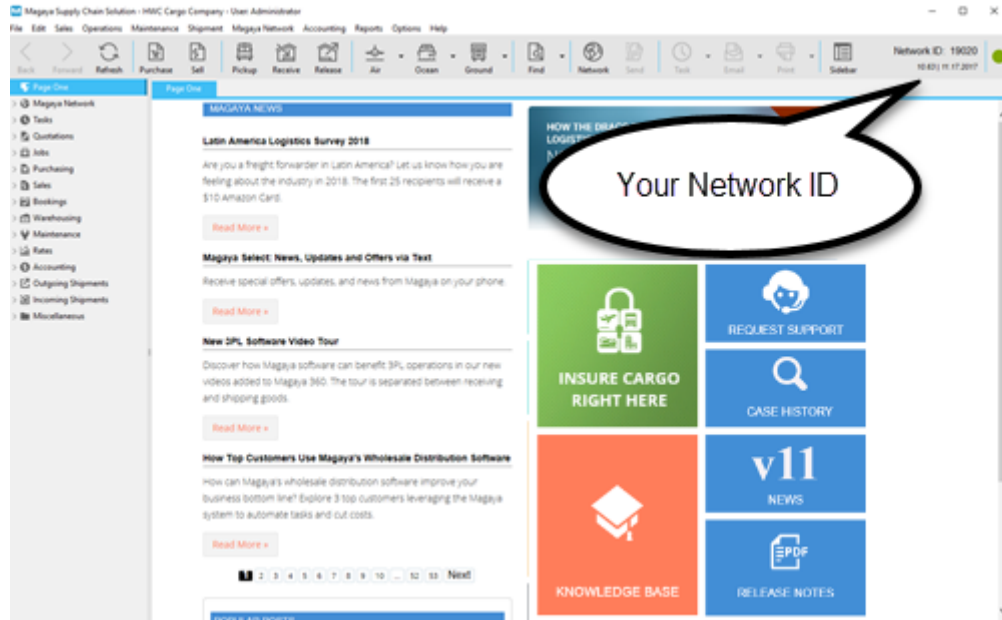 Magaya Supply Chain Solution - HWC Cargo Company - User: Administrator
File Edit Sales Operations Maintenance Shipment Magaya Network Accounting Reports Options Help
Back Forward Refresh Purchase Sell Pickup Receive Release Air Ocean Ground Find Network Send Task Email Print Sidebar
Network ID: 19020
10.63 | 11.17.2017
Page One
Magaya Network
Tasks
Quotations
Jobs
Purchasing
Sales
Bookings
Warehousing
Maintenance
Rates
Accounting
Outgoing Shipments
Incoming Shipments
Miscellaneous
Page One
MAGAYA NEWS
Latin America Logistics Survey 2018
Are you a freight forwarder in Latin America? Let us know how you are
feeling about the industry in 2018. The first 25 recipients will receive a
$10 Amazon Card.
Read More »
Magaya Select: News, Updates and Offers via Text
Receive special offers, updates, and news from Magaya on your phone.
Read More »
New 3PL Software Video Tour
Discover how Magaya software can benefit 3PL operations in our new
videos added to Magaya 360. The tour is separated between receiving
and shipping goods.
Read More »
How Top Customers Use Magaya's Wholesale Distribution Software
How can Magaya's wholesale distribution software improve your
business bottom line? Explore 3 top customers leveraging the Magaya
system to automate tasks and cut costs.
Read More »
1 2 3 4 5 6 7 8 9 10 ... 52 53 Next
POPULAR POSTS
HOW THE
Your Network ID
INSURE CARGO
RIGHT HERE
REQUEST SUPPORT
CASE HISTORY
KNOWLEDGE BASE
v11
NEWS
PDF
RELEASE NOTES